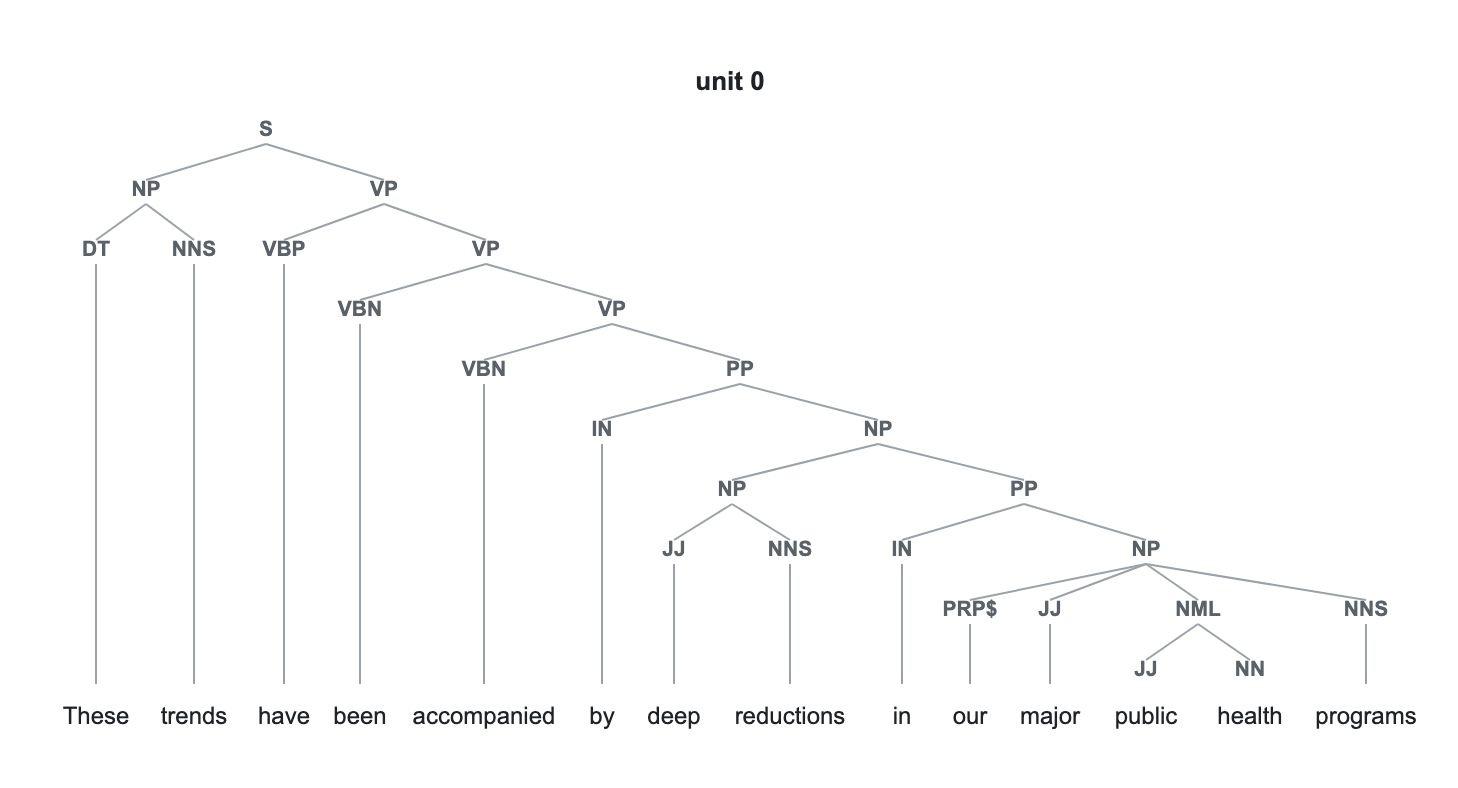 unit 0
S
NP VP
DT NNS VBP VP
VBN VP
VBN PP
IN NP
NP PP
JJ NNS IN NP
PRP$ JJ NML NNS
JJ NN
These trends have been accompanied by deep reductions in our major public health programs